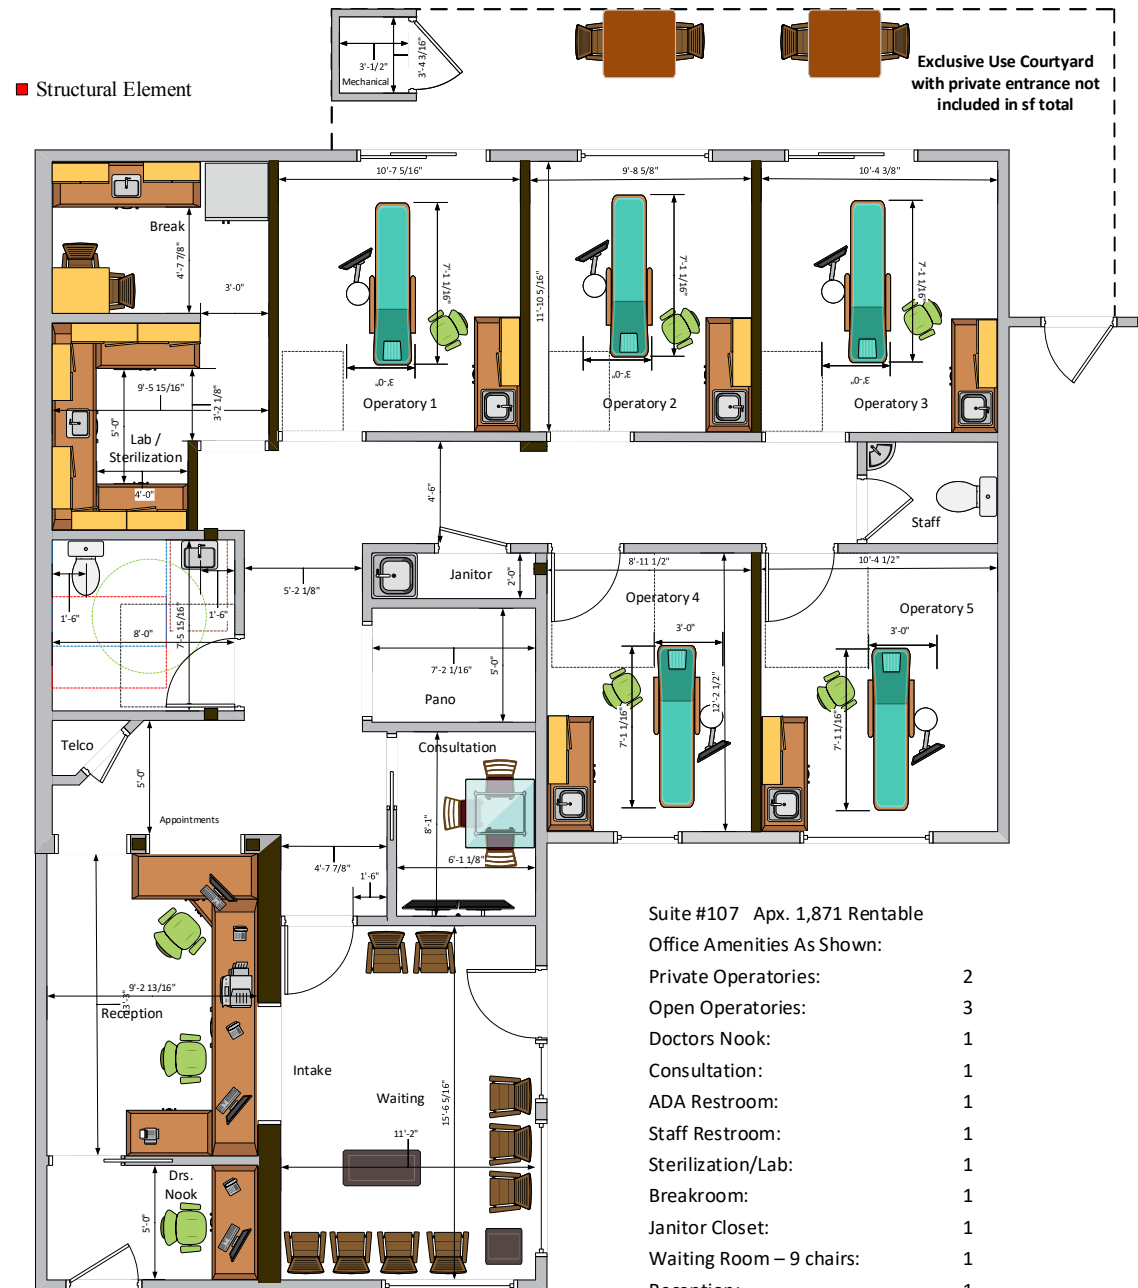 3'-1/2"
3'-4 3/16"
Mechanical
Exclusive Use Courtyard
with private entrance not
included in sf total
Structural Element
10'-7 5/16"
9'-8 5/8"
10'-4 3/8"
Break
4'-7 7/8"
3'-0"
7'-1 1/16"
7'-1 1/16"
7'-1 1/16"
11'-10 5/16"
3'-0"
3'-0"
3'-0"
Operatory 1
Operatory 2
Operatory 3
9'-5 15/16"
3'-2 1/8"
5'-0"
Lab /
Sterilization
4'-0"
4'-6"
Staff
Janitor
2'-0"
8'-11 1/2"
10'-4 1/2"
5'-2 1/8"
Operatory 4
Operatory 5
1'-6"
1'-6"
8'-0"
7'-5 15/16"
3'-0"
3'-0"
7'-2 1/16"
5'-0"
Pano
12'-2 1/2"
7'-1 1/16"
7'-1 1/16"
Telco
5'-0"
Consultation
Appointments
8'-1"
6'-1 1/8"
4'-7 7/8"
1'-6"
9'-2 13/16"
Reception
Intake
Waiting
15'-6 5/16"
11'-2"
Drs.
Nook
5'-0"
Suite #107 Apx. 1,871 Rentable
Office Amenities As Shown:
Private Operatories: 2
Open Operatories: 3
Doctors Nook: 1
Consultation: 1
ADA Restroom: 1
Staff Restroom: 1
Sterilization/Lab: 1
Breakroom: 1
Janitor Closet: 1
Waiting Room – 9 chairs: 1
Reception: 1